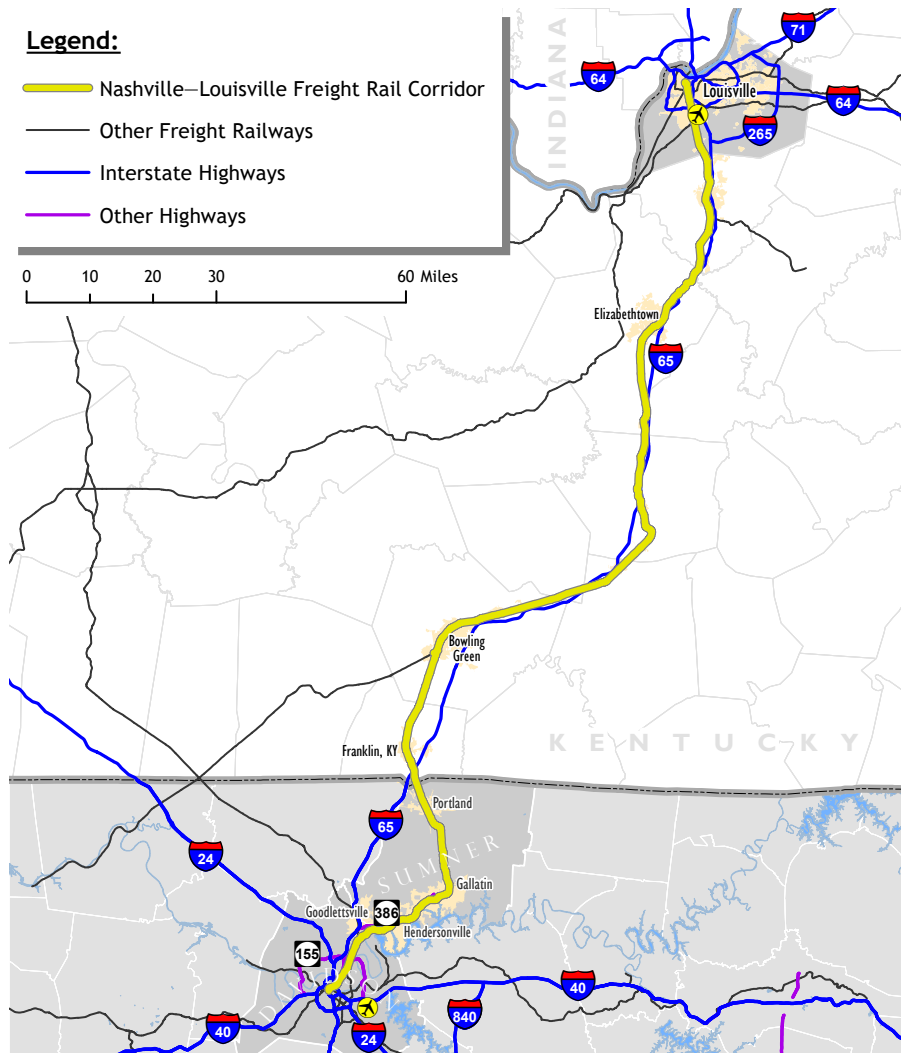 Legend:
Nashville—Louisville Freight Rail Corridor
Other Freight Railways
Interstate Highways
Other Highways
0 10 20 30 60 Miles
INDIANA
71
64
Louisville
64
265
Elizabethtown
65
Bowling
Green
Franklin, KY
KENTUCKY
Portland
65
24
SUMNER
Gallatin
Goodlettsville
386
Hendersonville
155
40
40
840
24